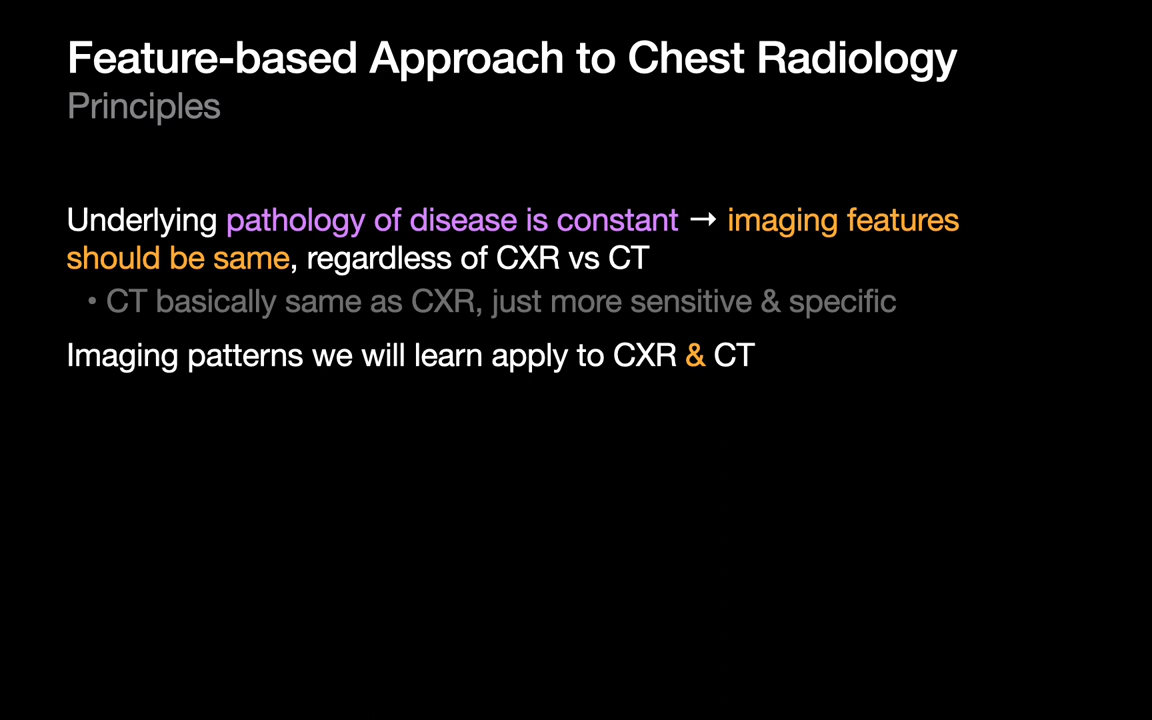 Feature-based Approach to Chest Radiology
Principles
Underlying pathology of disease is constant → imaging features
should be same, regardless of CXR vs CT
• CT basically same as CXR, just more sensitive & specific
Imaging patterns we will learn apply to CXR & CT